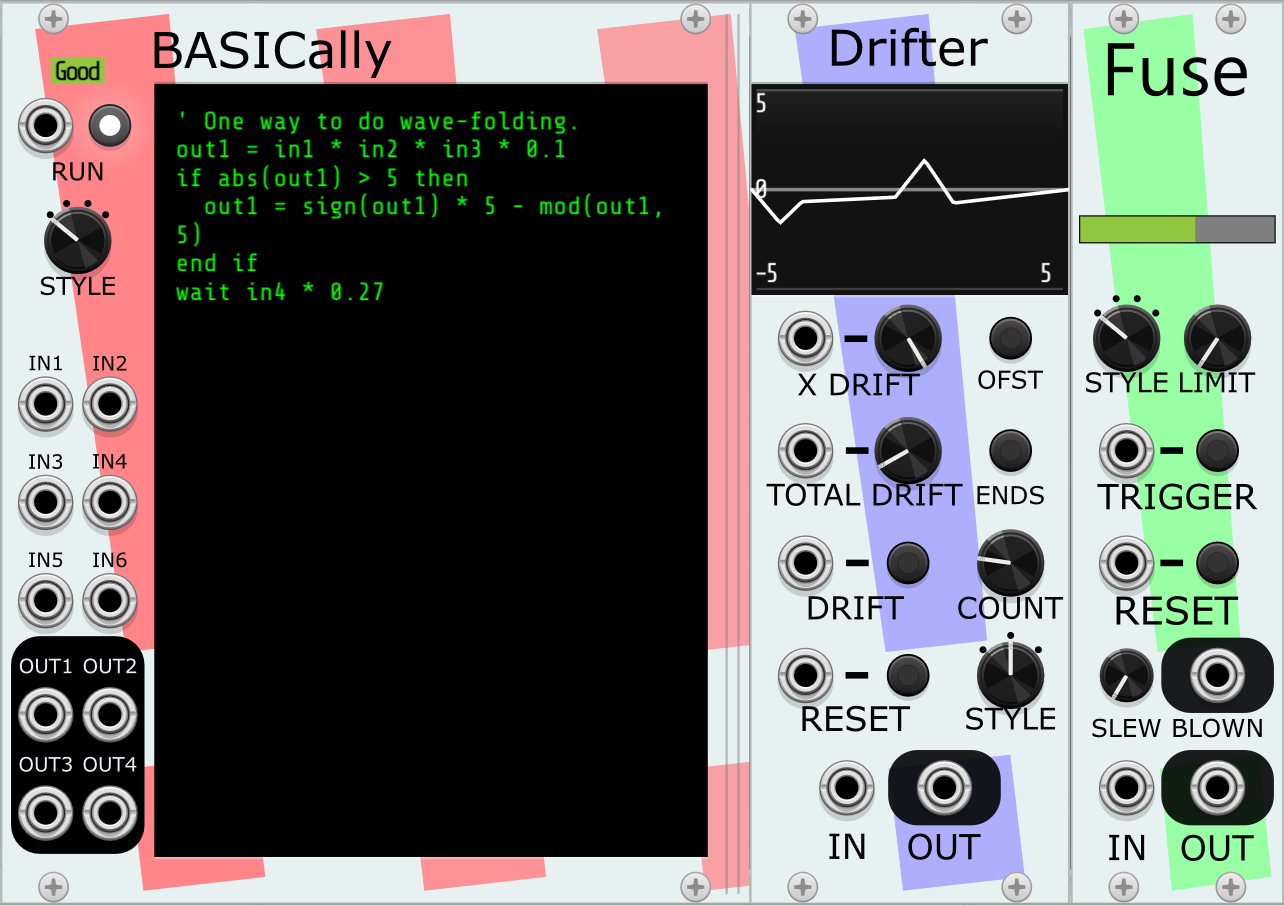 BASICally
Good
RUN
STYLE
IN1 IN2
IN3 IN4
IN5 IN6
OUT1 OUT2
OUT3 OUT4
' One way to do wave-folding.
out1 = in1 * in2 * in3 * 0.1
if abs(out1) > 5 then
  out1 = sign(out1) * 5 - mod(out1,
5)
end if
wait in4 * 0.27
Drifter
5
0
-5 5
X DRIFT OFST
TOTAL DRIFT ENDS
DRIFT COUNT
RESET STYLE
IN OUT
Fuse
STYLE LIMIT
TRIGGER
RESET
SLEW BLOWN
IN OUT